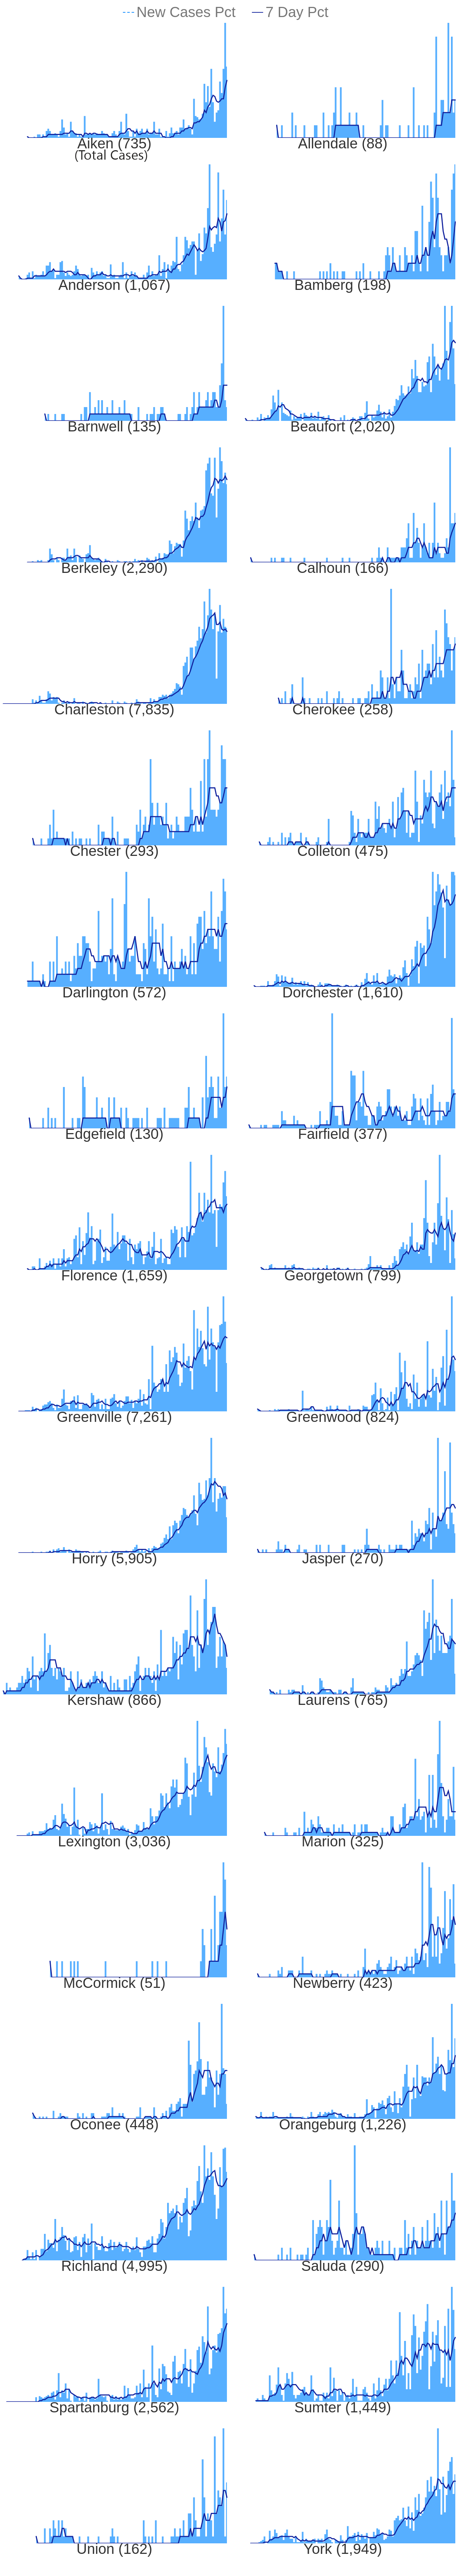 New Cases Pct 7 Day Pct
Aiken (735) Allendale (88)
(Total Cases)
Anderson (1,067) Bamberg (198)
Barnwell (135) Beaufort (2,020)
Berkeley (2,290) Calhoun (166)
Charleston (7,835) Cherokee (258)
Chester (293) Colleton (475)
Darlington (572) Dorchester (1,610)
Edgefield (130) Fairfield (377)
Florence (1,659) Georgetown (799)
Greenville (7,261) Greenwood (824)
Horry (5,905) Jasper (270)
Kershaw (866) Laurens (765)
Lexington (3,036) Marion (325)
McCormick (51) Newberry (423)
Oconee (448) Orangeburg (1,226)
Richland (4,995) Saluda (290)
Spartanburg (2,562) Sumter (1,449)
Union (162) York (1,949)